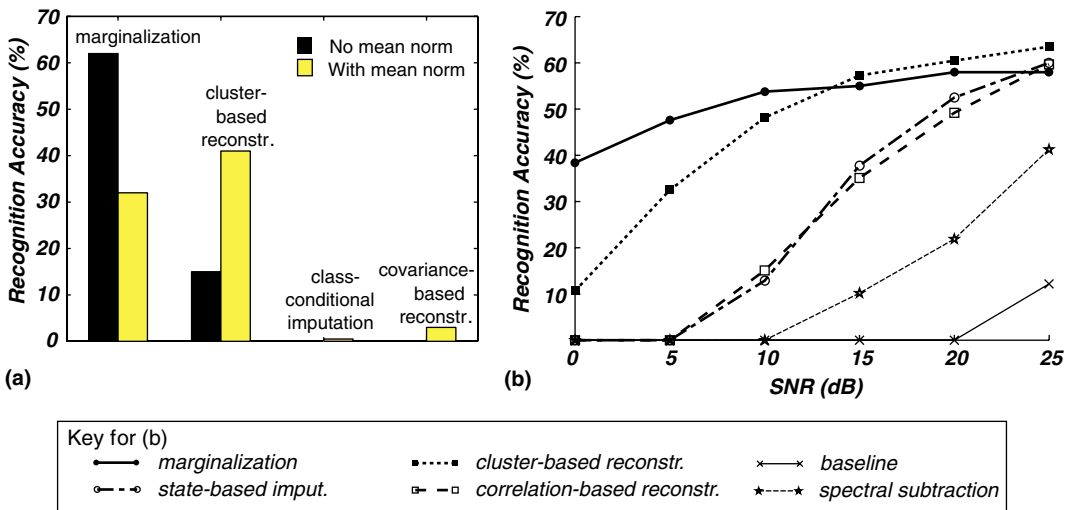 Recognition Accuracy (%)
70
60
50
40
30
20
10
0
marginalization
No mean norm
With mean norm
cluster-
based
reconstr.
class-
conditional
imputation
covariance-
based
reconstr.
(a)
Recognition Accuracy (%)
70
60
50
40
30
20
10
0
5
10
15
20
25
SNR (dB)
(b)
Key for (b)
marginalization
cluster-based reconstr.
baseline
state-based imput.
correlation-based reconstr.
spectral subtraction